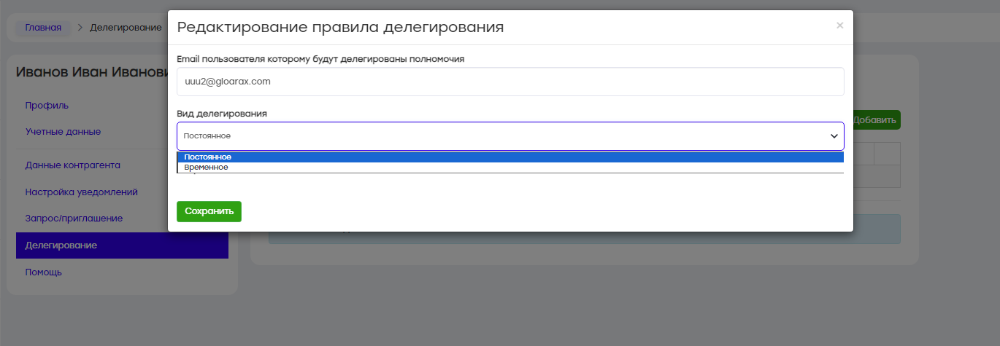 Редактирование правила делегирования
×
Главная
Делегирование
Email пользователя которому будут делегированы полномочия
uuu2@gloarax.com
Иванов Иван Иванови
Профиль
Учетные данные
Данные контрагента
Настройка уведомлений
Запрос/приглашение
Делегирование
Помощь
Вид делегирования
Постоянное
Постоянное
Временное
Сохранить
Добавить